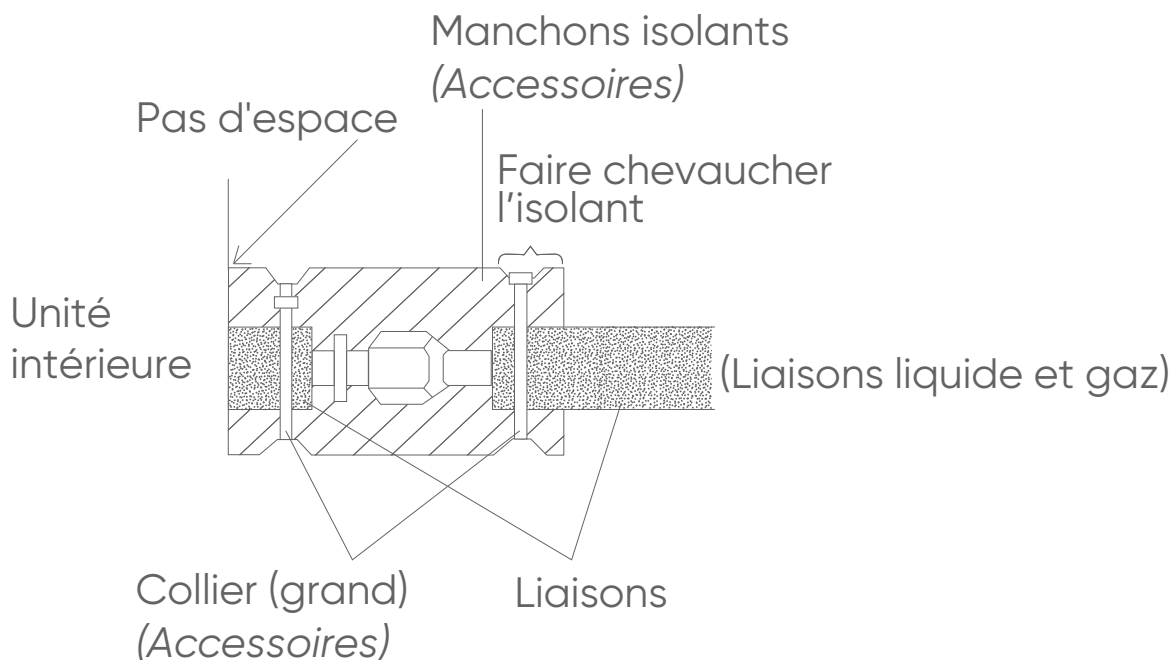 Manchons isolants
(Accessoires)
Pas d'espace
Faire chevaucher
l'isolant
Unité
intérieure
(Liaisons liquide et gaz)
Collier (grand)
(Accessoires)
Liaisons